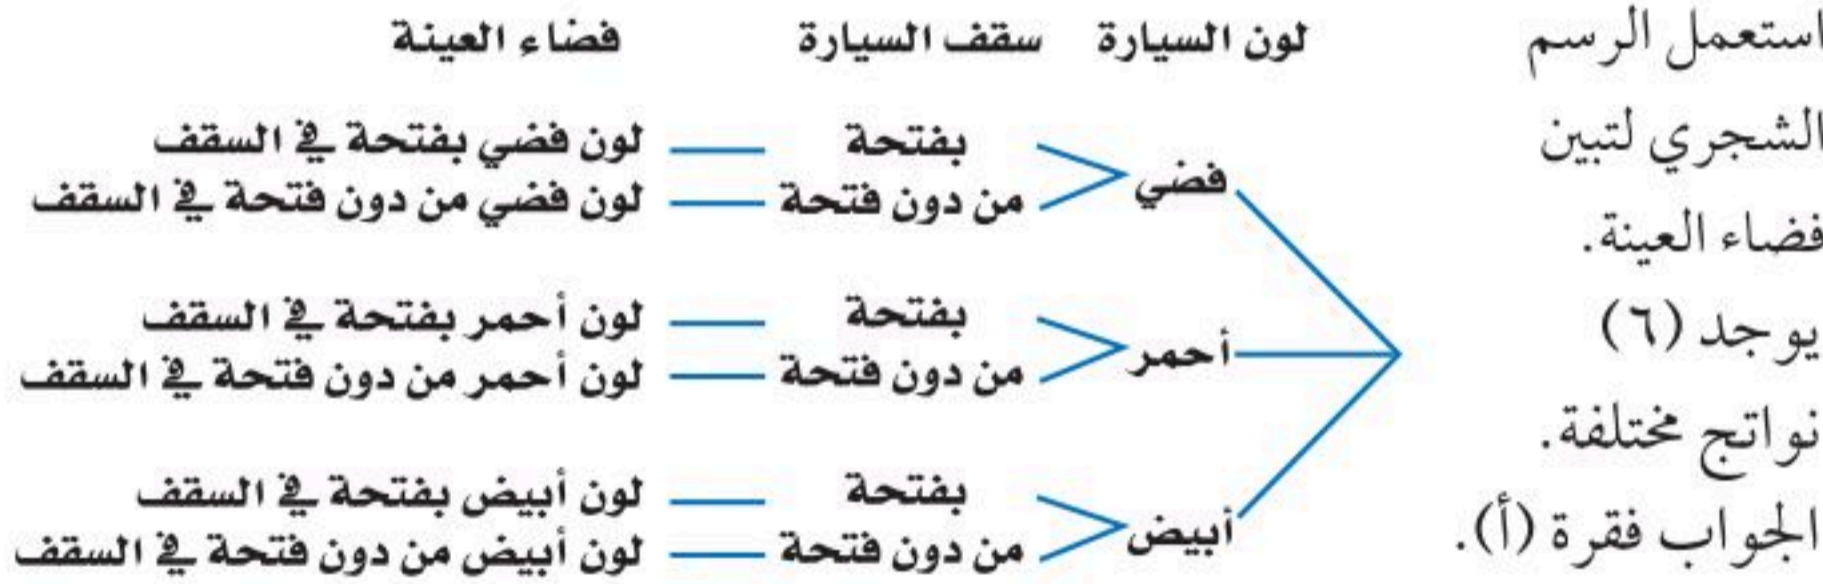 استعمل الرسم
الشجري لتبين
فضاء العينة.
يوجد (٦)
نواتج مختلفة.
الجواب فقرة (أ).
لون السيارة سقف السيارة فضاء العينة
فضي
بفتحة لون فضي بفتحة في السقف
من دون فتحة لون فضي من دون فتحة في السقف
أحمر
بفتحة لون أحمر بفتحة في السقف
من دون فتحة لون أحمر من دون فتحة في السقف
أبيض
بفتحة لون أبيض بفتحة في السقف
من دون فتحة لون أبيض من دون فتحة في السقف